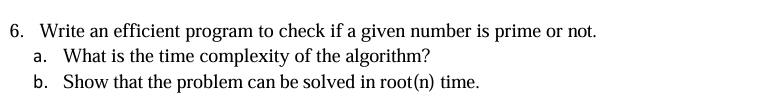 6. Write an efficient program to check if a given number is prime or not.
a. What is the time complexity of the algorithm?
b. Show that the problem can be solved in root(n) time.